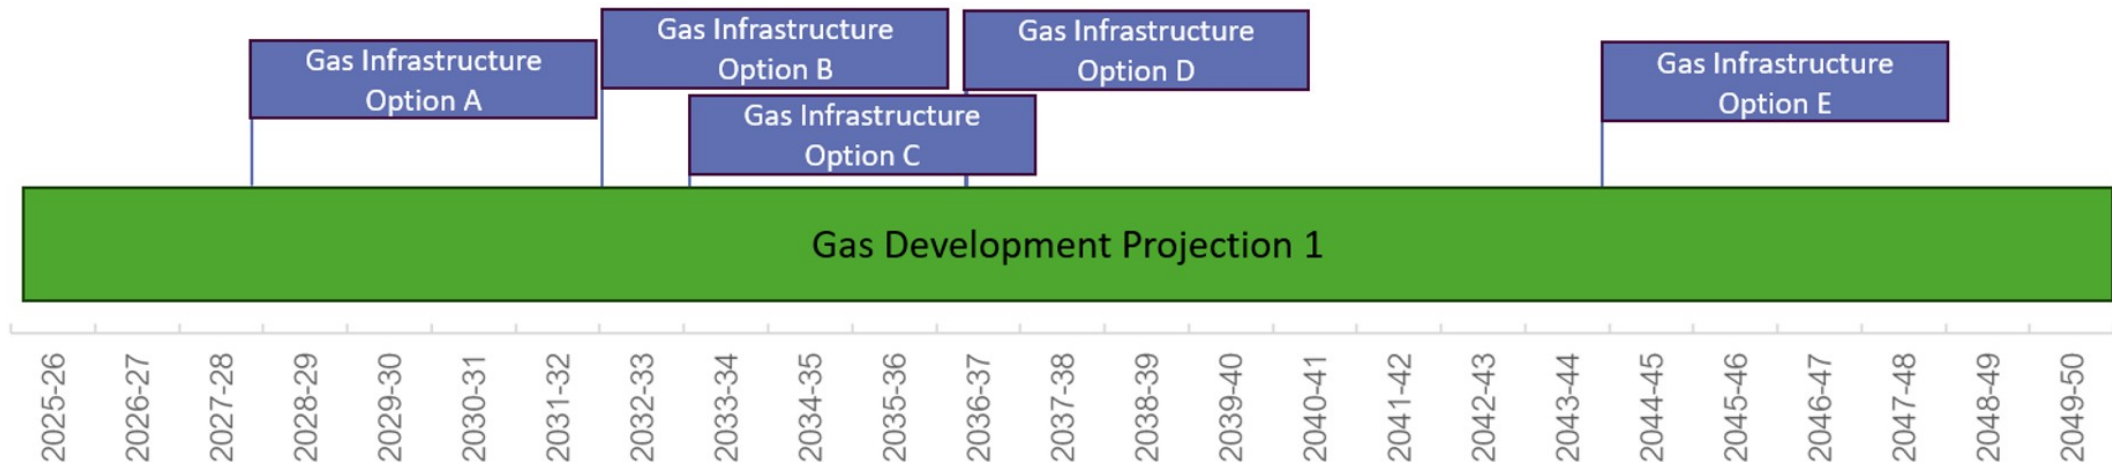 Gas Infrastructure
Option A
Gas Infrastructure
Option B
Gas Infrastructure
Option C
Gas Infrastructure
Option D
Gas Infrastructure
Option E
Gas Development Projection 1
2025-26
2026-27
2027-28
2028-29
2029-30
2030-31
2031-32
2032-33
2033-34
2034-35
2035-36
2036-37
2037-38
2038-39
2039-40
2040-41
2041-42
2042-43
2043-44
2044-45
2045-46
2046-47
2047-48
2048-49
2049-50